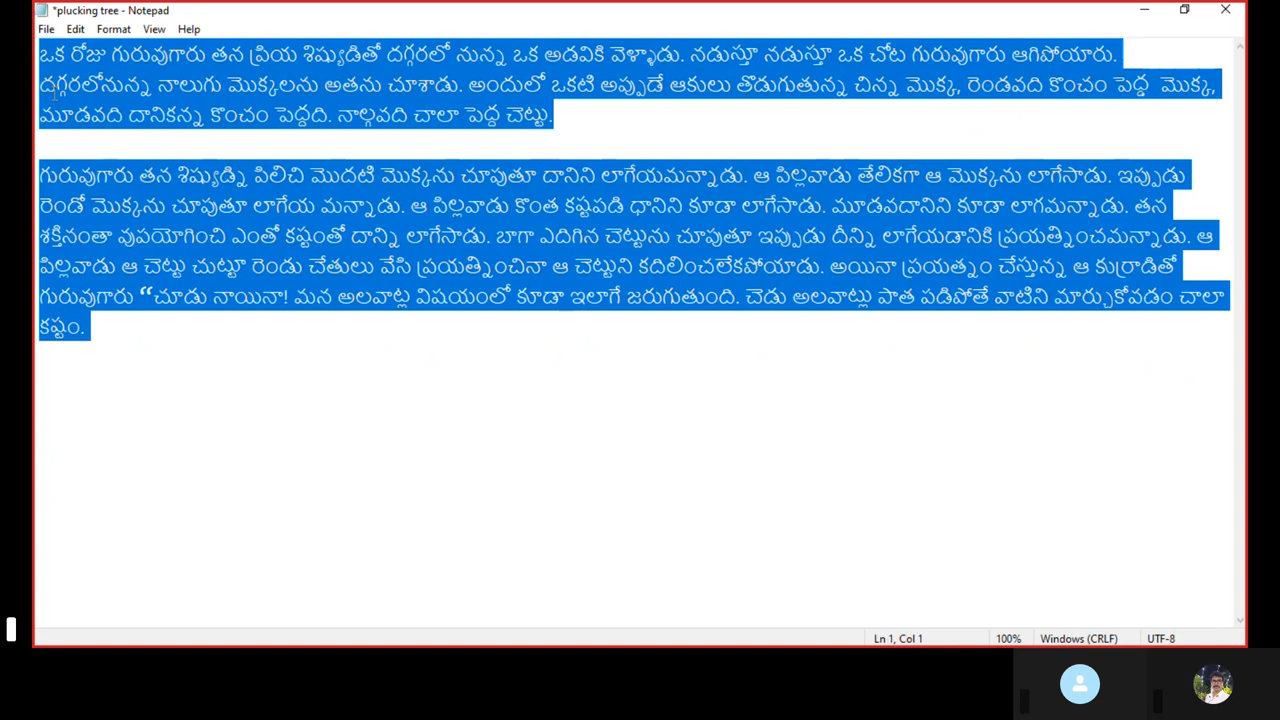 *plucking tree - Notepad
File Edit Format View Help
ఒక రోజు గురువుగారు తన ప్రియ శిష్యుడితో దగ్గరలో నున్న ఒక అడవికి వెళ్ళాడు. నడుస్తూ నడుస్తూ ఒక చోట గురువుగారు ఆగిపోయారు.
దగ్గరలోనున్న నాలుగు మొక్కలను అతను చూశాడు. అందులో ఒకటి అప్పుడే ఆకులు తొడుగుతున్న చిన్న మొక్క, రెండవది కొంచం పెద్ద మొక్క,
మూడవది దానికన్న కొంచం పెద్దది. నాల్గవది చాలా పెద్ద చెట్టు.
గురువుగారు తన శిష్యుడ్ని పిలిచి మొదటి మొక్కను చూపుతూ దానిని లాగేయమన్నాడు. ఆ పిల్లవాడు తేలికగా ఆ మొక్కను లాగేసాడు. ఇప్పుడు
రెండో మొక్కను చూపుతూ లాగేయ మన్నాడు. ఆ పిల్లవాడు కొంత కష్టపడి ధానిని కూడా లాగేసాడు. మూడవదానిని కూడా లాగమన్నాడు. తన
శక్తినంతా వుపయోగించి ఎంతో కష్టంతో దాన్ని లాగేసాడు. బాగా ఎదిగిన చెట్టును చూపుతూ ఇప్పుడు దీన్ని లాగేయడానికి ప్రయత్నించమన్నాడు. ఆ
పిల్లవాడు ఆ చెట్టు చుట్టూ రెండు చేతులు వేసి ప్రయత్నించినా ఆ చెట్టుని కదిలించలేకపోయాడు. అయినా ప్రయత్నం చేస్తున్న ఆ కుర్రాడితో
గురువుగారు “చూడు నాయినా! మన అలవాట్ల విషయంలో కూడా ఇలాగే జరుగుతుంది. చెడు అలవాట్లు పాత పడిపోతే వాటిని మార్చుకోవడం చాలా
కష్టం.
Ln 1, Col 1 100% Windows (CRLF) UTF-8